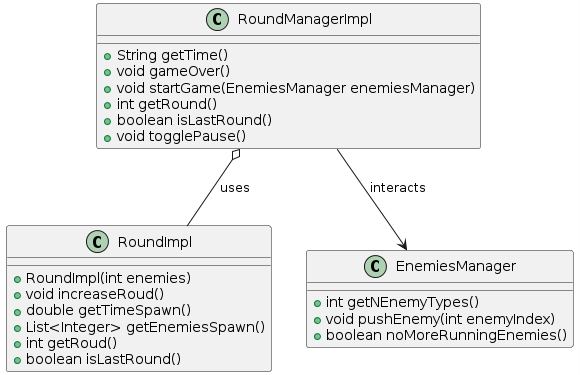 C RoundManagerImpl
String getTime()
void gameOver()
void startGame(EnemiesManager enemiesManager)
int getRound()
boolean isLastRound()
void togglePause()
uses
interacts
C RoundImpl
RoundImpl(int enemies)
void increaseRoud()
double getTimeSpawn()
List<Integer> getEnemiesSpawn()
int getRoud()
boolean isLastRound()
C EnemiesManager
int getNEnemyTypes()
void pushEnemy(int enemyIndex)
boolean noMoreRunningEnemies()